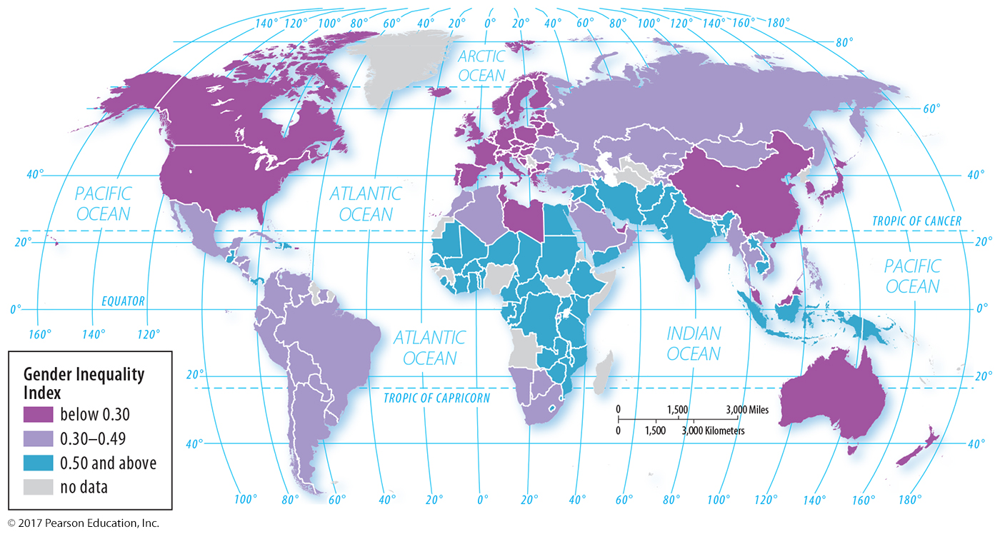 140° 120° 100° 80° 60° 40° 20° 0° 20° 40° 60° 80° 100° 120° 140° 160° 180°
80°
ARCTIC
OCEAN
60°
40°
40°
PACIFIC
OCEAN
ATLANTIC
OCEAN
TROPIC OF CANCER
20°
20°
PACIFIC
OCEAN
EQUATOR
0°
0°
160° 140° 120°
ATLANTIC
OCEAN
INDIAN
OCEAN
20°
20°
TROPIC OF CAPRICORN
0 1,500 3,000 Miles
0 1,500 3,000 Kilometers
40°
40°
100° 80° 60° 40° 20° 0° 20° 40° 60° 80° 100° 120° 140° 160° 180°
Gender Inequality
Index
below 0.30
0.30–0.49
0.50 and above
no data
© 2017 Pearson Education, Inc.